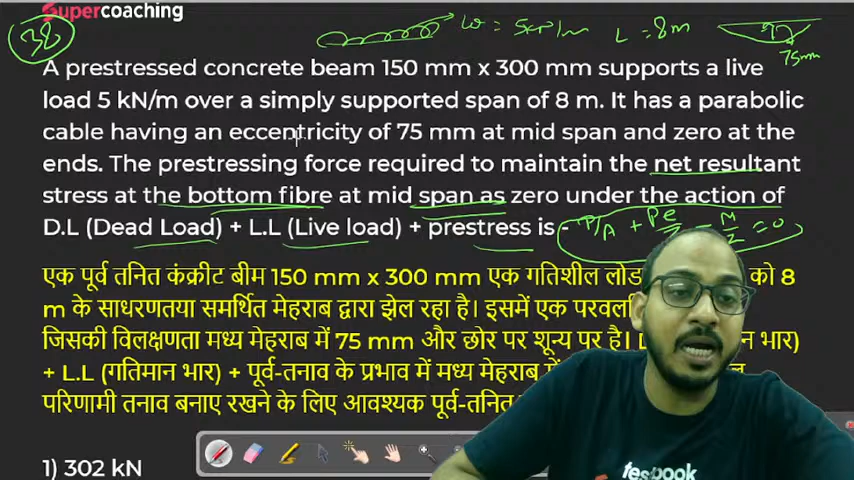 Supercoaching
38
w = 5kN/m L = 8m
75mm
A prestressed concrete beam 150 mm x 300 mm supports a live
load 5 kN/m over a simply supported span of 8 m. It has a parabolic
cable having an eccentricity of 75 mm at mid span and zero at the
ends. The prestressing force required to maintain the net resultant
stress at the bottom fibre at mid span as zero under the action of
D.L (Dead Load) + L.L (Live load) + prestress is -
P/A + Pe/Z - M/Z = 0
एक पूर्व तनित कंक्रीट बीम 150 mm x 300 mm एक गतिशील लोड को 8
m के साधरणतया समर्थित मेहराब द्वारा झेल रहा है। इसमें एक
जिसकी विलक्षणता मध्य मेहराब में 75 mm और छोर पर शून्य पर है। भार)
+ L.L (गतिमान भार) + पूर्व-तनाव के प्रभाव में मध्य मेहराब में
परिणामी तनाव बनाए रखने के लिए आवश्यक पूर्व-तनित
1) 302 kN
testbook